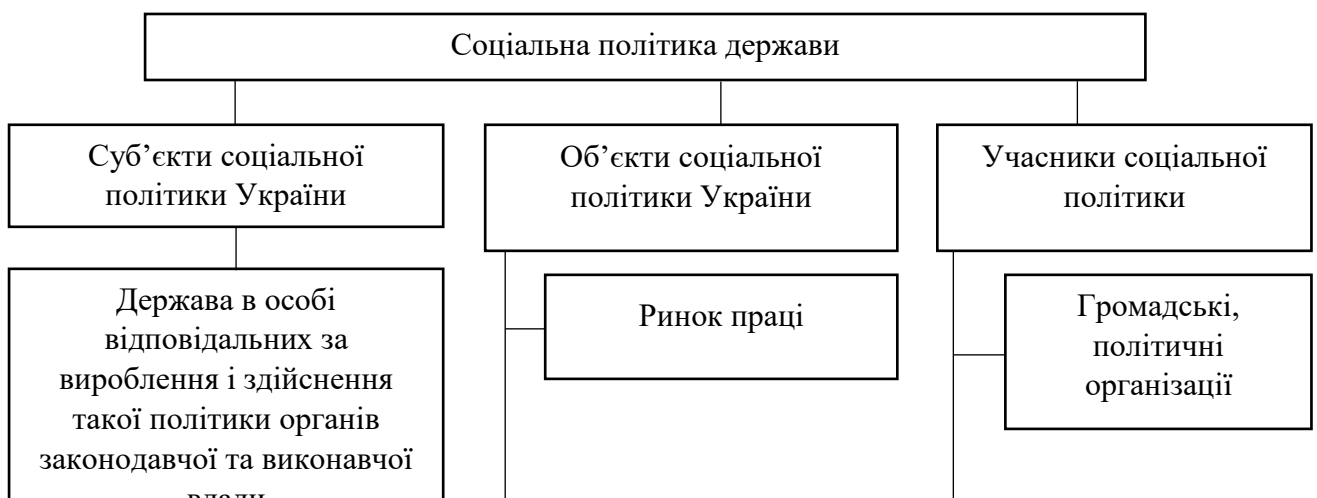 Соціальна політика держави
Суб’єкти соціальної
політики України
Об’єкти соціальної
політики України
Учасники соціальної
політики
Держава в особі
відповідальних за
вироблення і здійснення
такої політики органів
законодавчої та виконавчої
влади
Ринок праці
Громадські,
політичні
організації